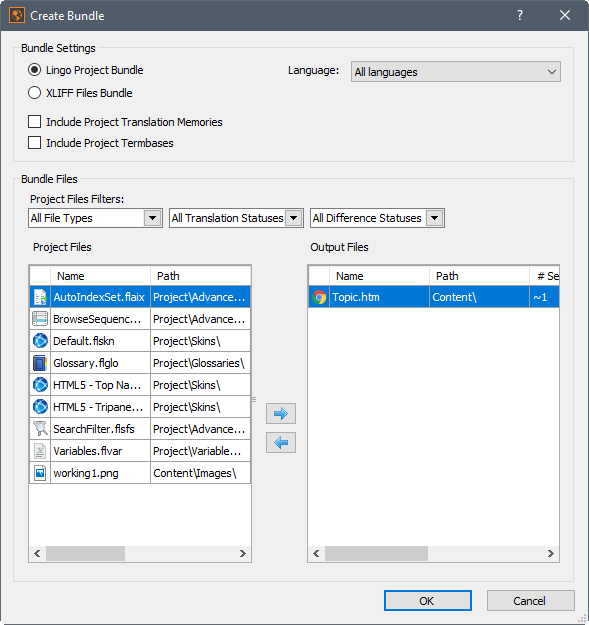 Create Bundle
?
Bundle Settings
Lingo Project Bundle Language: All languages
XLIFF Files Bundle
Include Project Translation Memories
Include Project Termbases
Bundle Files
Project Files Filters:
All File Types All Translation Statuses All Difference Statuses
Project Files Output Files
Name Path Name Path # Se
AutoIndexSet.flaix Project\Advance... Topic.htm Content\ ~1
BrowseSequenc... Project\Advance...
Default.flskn Project\Skins\
Glossary.flglo Project\Glossaries\
HTML5 - Top Na... Project\Skins\
HTML5 - Tripane... Project\Skins\
SearchFilter.flsfs Project\Advance...
Variables.flvar Project\Variable...
working1.png Content\Images\
OK Cancel